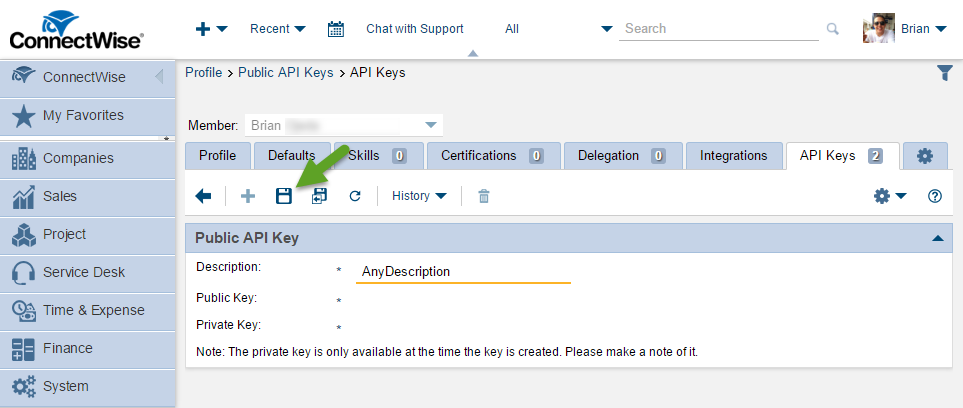 ConnectWise®
Recent
Chat with Support
All
Search
Brian
ConnectWise
My Favorites
Companies
Sales
Project
Service Desk
Time & Expense
Finance
System
Profile > Public API Keys > API Keys
Member: Brian
Profile
Defaults
Skills 0
Certifications 0
Delegation 0
Integrations
API Keys 2
History
Public API Key
Description: * AnyDescription
Public Key: *
Private Key: *
Note: The private key is only available at the time the key is created. Please make a note of it.